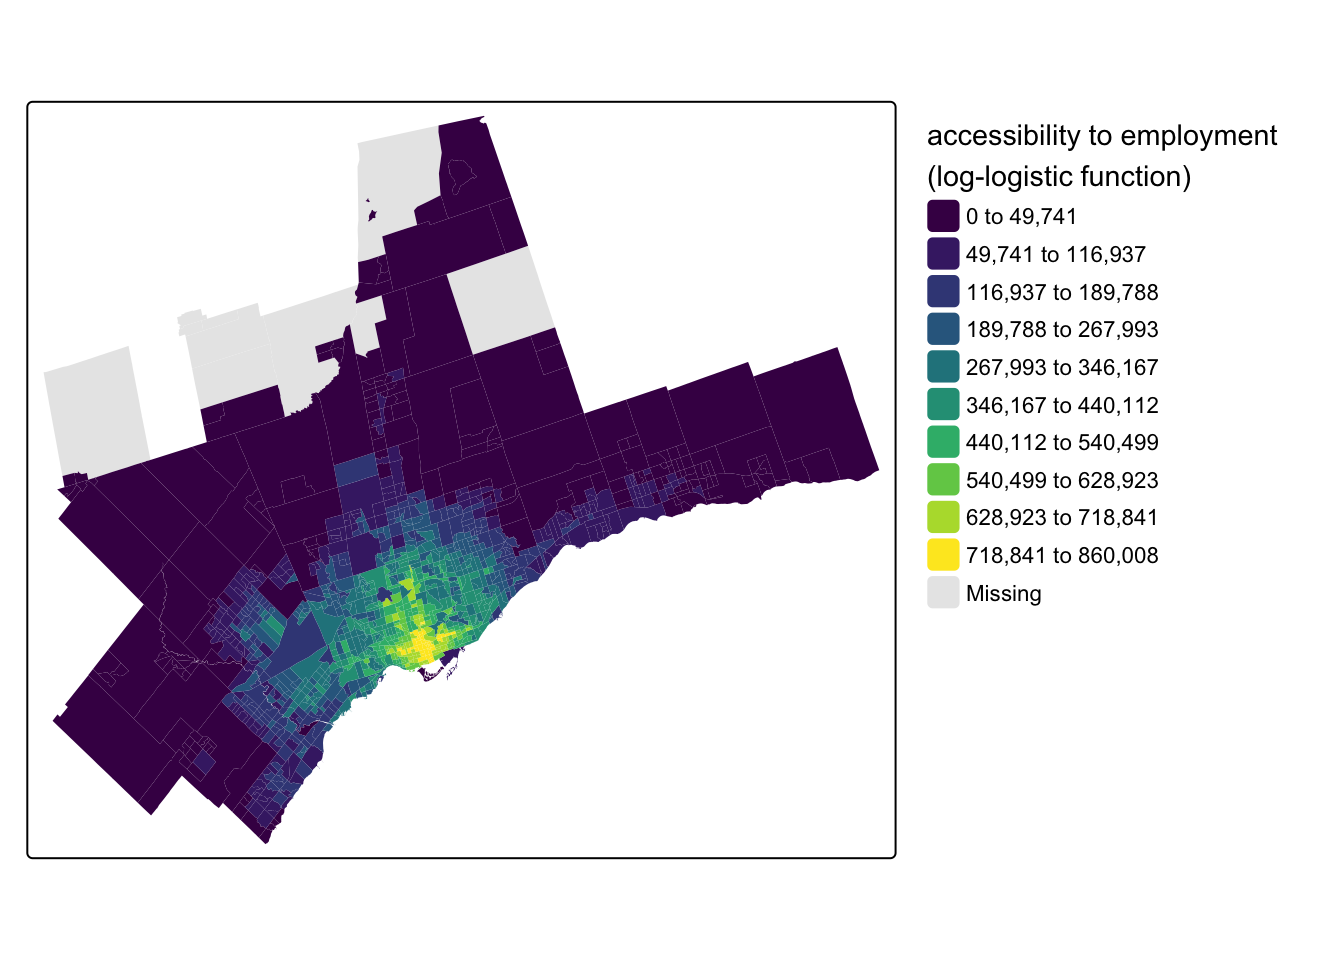 accessibility to employment
(log-logistic function)
0 to 49,741
49,741 to 116,937
116,937 to 189,788
189,788 to 267,993
267,993 to 346,167
346,167 to 440,112
440,112 to 540,499
540,499 to 628,923
628,923 to 718,841
718,841 to 860,008
Missing